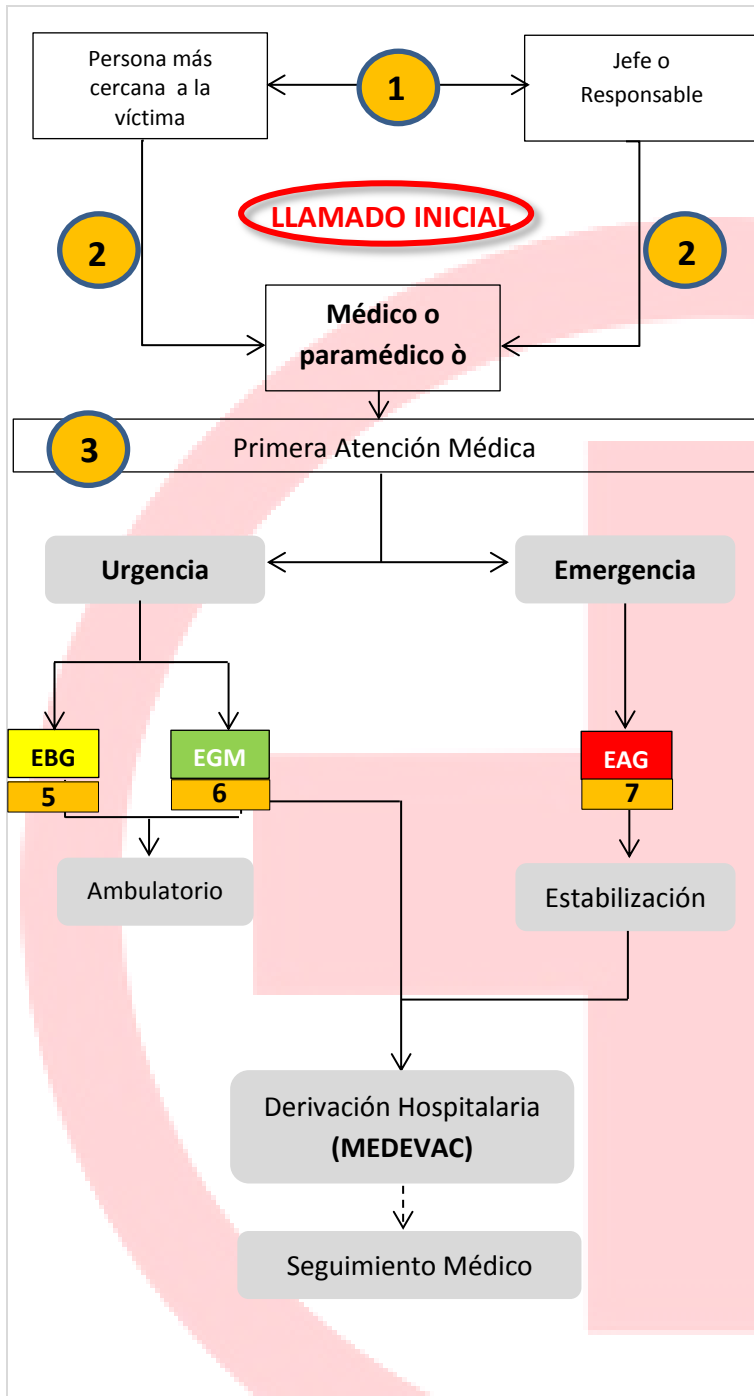 Persona más
cercana a la
víctima
1
Jefe o
Responsable
LLAMADO INICIAL
2
2
Médico o
paramédico ò
3
Primera Atención Médica
Urgencia
Emergencia
EBG
EGM
EAG
5
6
7
Ambulatorio
Estabilización
Derivación Hospitalaria
(MEDEVAC)
Seguimiento Médico